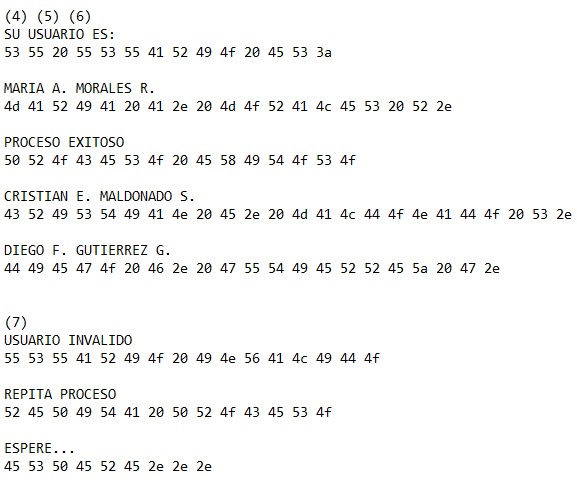 (4) (5) (6)
SU USUARIO ES:
53 55 20 55 53 55 41 52 49 4f 20 45 53 3a
MARIA A. MORALES R.
4d 41 52 49 41 20 41 2e 20 4d 4f 52 41 4c 45 53 20 52 2e
PROCESO EXITOSO
50 52 4f 43 45 53 4f 20 45 58 49 54 4f 53 4f
CRISTIAN E. MALDONADO S.
43 52 49 53 54 49 41 4e 20 45 2e 20 4d 41 4c 44 4f 4e 41 44 4f 20 53 2e
DIEGO F. GUTIERREZ G.
44 49 45 47 4f 20 46 2e 20 47 55 54 49 45 52 52 45 5a 20 47 2e
(7)
USUARIO INVALIDO
55 53 55 41 52 49 4f 20 49 4e 56 41 4c 49 44 4f
REPITA PROCESO
52 45 50 49 54 41 20 50 52 4f 43 45 53 4f
ESPERE...
45 53 50 45 52 45 2e 2e 2e